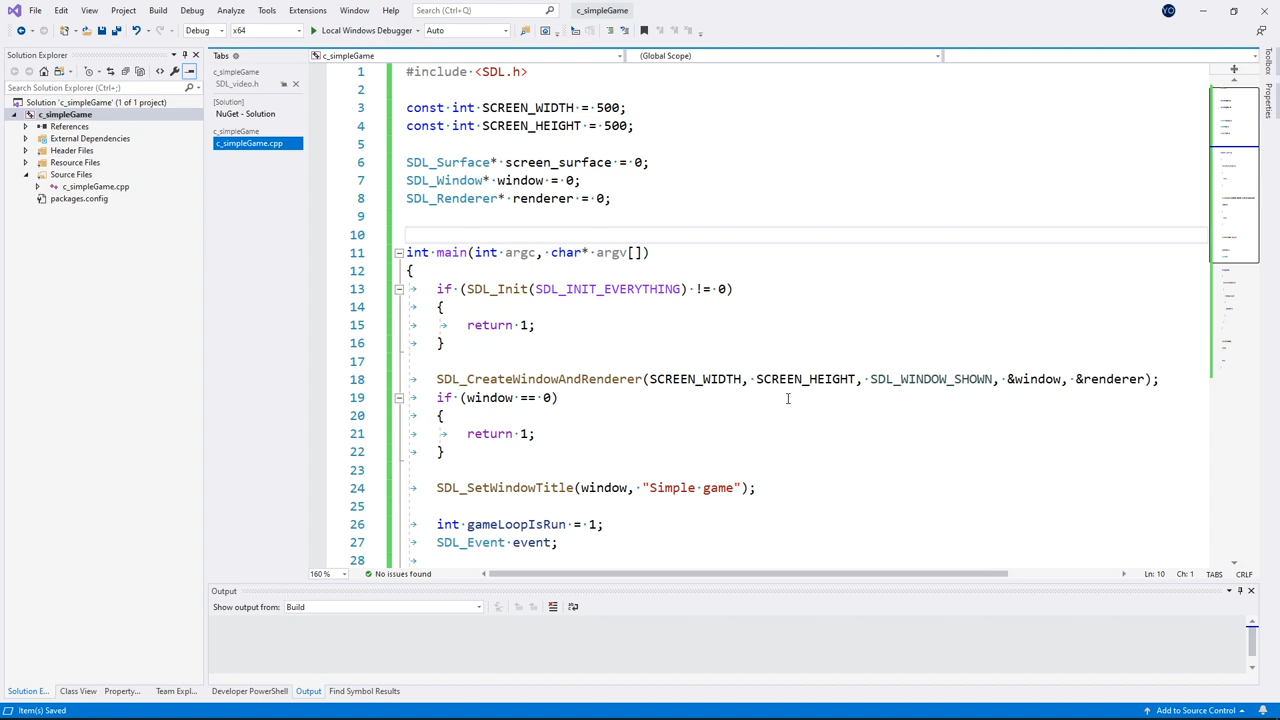 File Edit View Project Build Debug Analyze Tools Extensions Window Help Search (Ctrl+Q) c_simpleGame YO
Debug x64 Local Windows Debugger Auto
Solution Explorer
Search Solution Explorer (Ctrl+;)
Solution 'c_simpleGame' (1 of 1 project)
c_simpleGame
References
External Dependencies
Header Files
Resource Files
Source Files
c_simpleGame.cpp
packages.config
Tabs
c_simpleGame
SDL_video.h
[Solution]
NuGet - Solution
c_simpleGame
c_simpleGame.cpp
c_simpleGame (Global Scope)
1 #include <SDL.h>
2
3 const int SCREEN_WIDTH = 500;
4 const int SCREEN_HEIGHT = 500;
5
6 SDL_Surface* screen_surface = 0;
7 SDL_Window* window = 0;
8 SDL_Renderer* renderer = 0;
9
10
11 int main(int argc, char* argv[])
12 {
13 if (SDL_Init(SDL_INIT_EVERYTHING) != 0)
14 {
15 return 1;
16 }
17
18 SDL_CreateWindowAndRenderer(SCREEN_WIDTH, SCREEN_HEIGHT, SDL_WINDOW_SHOWN, &window, &renderer);
19 if (window == 0)
20 {
21 return 1;
22 }
23
24 SDL_SetWindowTitle(window, "Simple game");
25
26 int gameLoopIsRun = 1;
27 SDL_Event event;
28
160 % No issues found Ln: 10 Ch: 1 TABS CRLF
Toolbox
Properties
Output
Show output from: Build
Solution E... Class View Property... Team Expl... Developer PowerShell Output Find Symbol Results
Item(s) Saved Add to Source Control